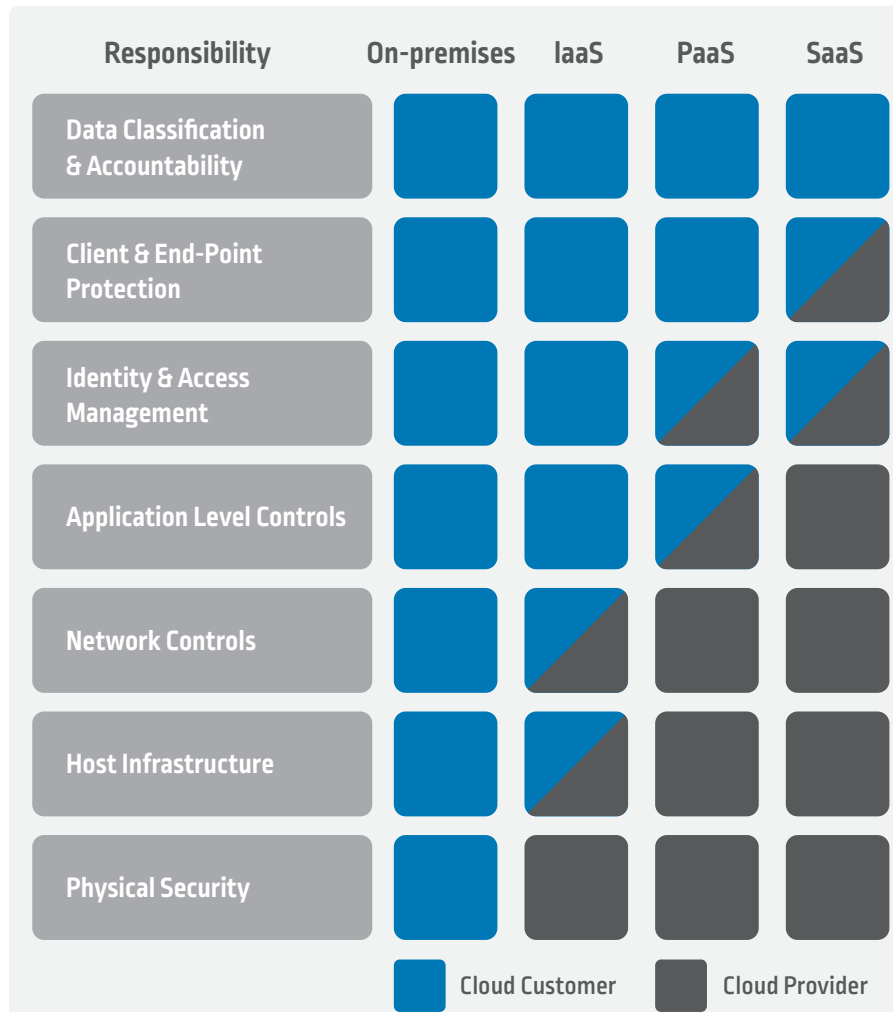 Responsibility On-premises IaaS PaaS SaaS
Data Classification
& Accountability
Client & End-Point
Protection
Identity & Access
Management
Application Level Controls
Network Controls
Host Infrastructure
Physical Security
Cloud Customer Cloud Provider